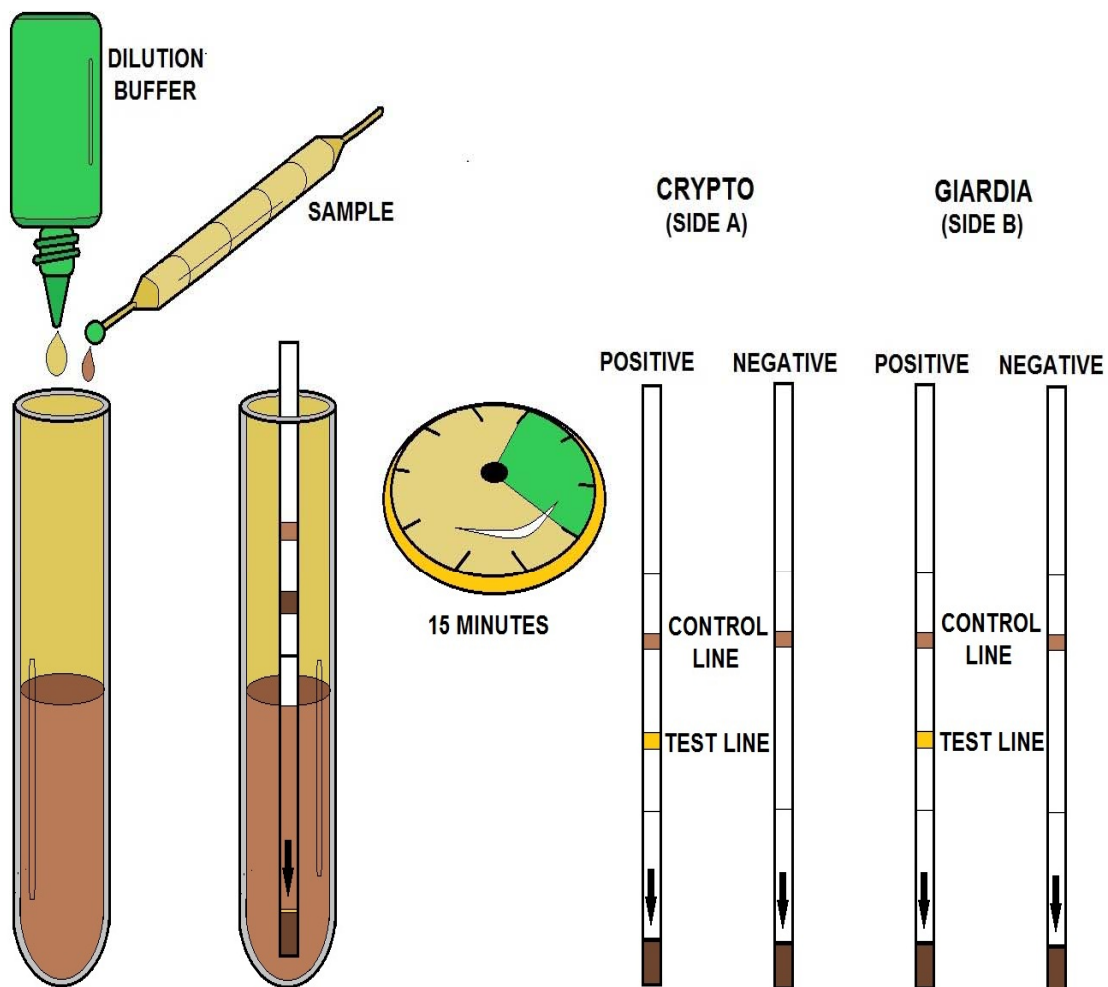 DILUTION
BUFFER
SAMPLE
15 MINUTES
CRYPTO
(SIDE A)
GIARDIA
(SIDE B)
POSITIVE
NEGATIVE
POSITIVE
NEGATIVE
CONTROL
LINE
CONTROL
LINE
TEST LINE
TEST LINE